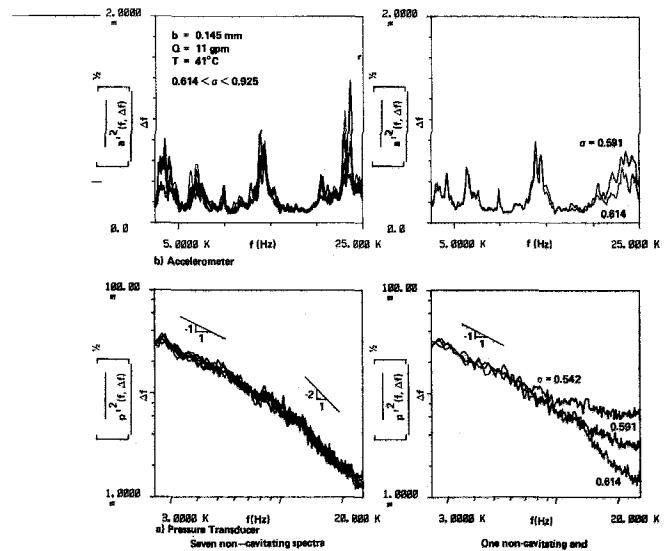 2.0000
b = 0.145 mm
Q = 11 gpm
T = 41°C
0.614 < σ < 0.925
½
[a'²(f, Δf)]
Δf
0.0
5.0000 K f(Hz) 25.000 K
b) Accelerometer
2.0000
½
[a'²(f, Δf)]
Δf
σ = 0.591
0.614
0.0
5.0000 K f(Hz) 25.000 K
100.00
½
[p'²(f, Δf)]
Δf
-1
1
-2
1
1.0000
3.0000 K f(Hz) 20.000 K
a) Pressure Transducer
Seven non-cavitating spectra
100.00
½
[p'²(f, Δf)]
Δf
-1
1
σ = 0.542
0.591
0.614
1.0000
3.0000 K f(Hz) 20.000 K
One non-cavitating and